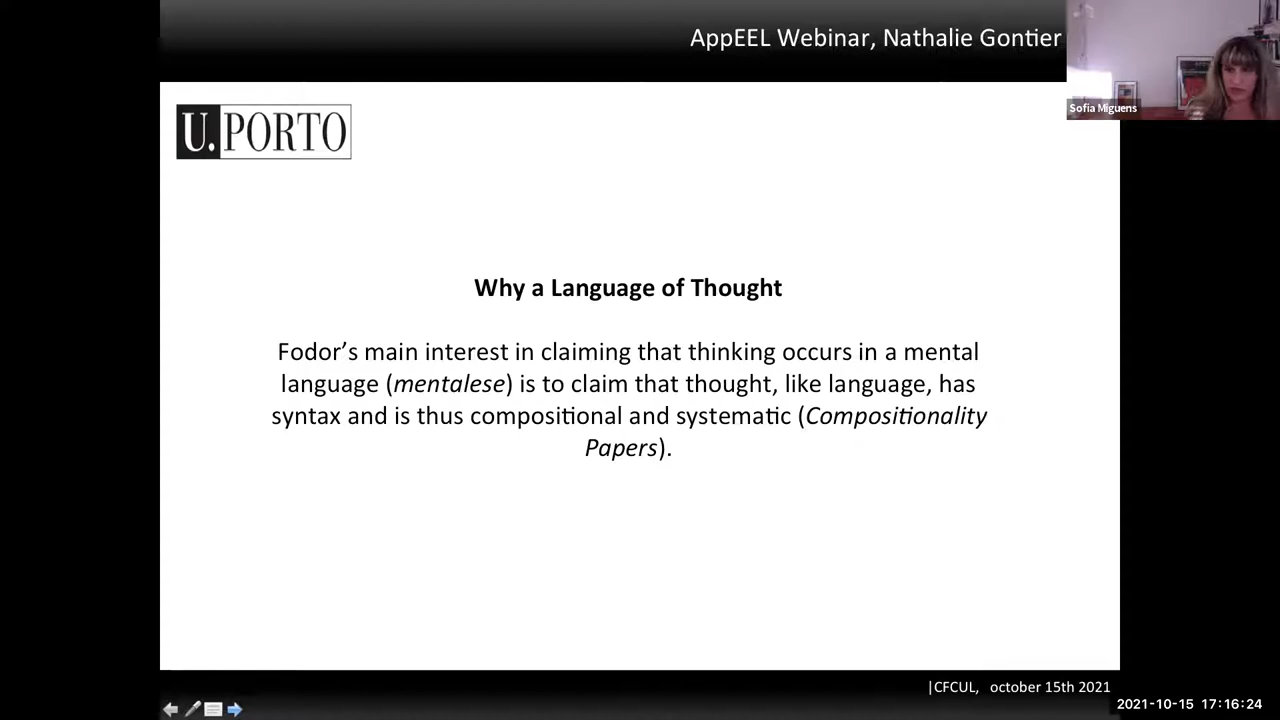 AppEEL Webinar, Nathalie Gontier
Sofia Miguens
U.PORTO
Why a Language of Thought
Fodor’s main interest in claiming that thinking occurs in a mental
language (mentalese) is to claim that thought, like language, has
syntax and is thus compositional and systematic (Compositionality
Papers).
|CFCUL, october 15th 2021
2021-10-15 17:16:24